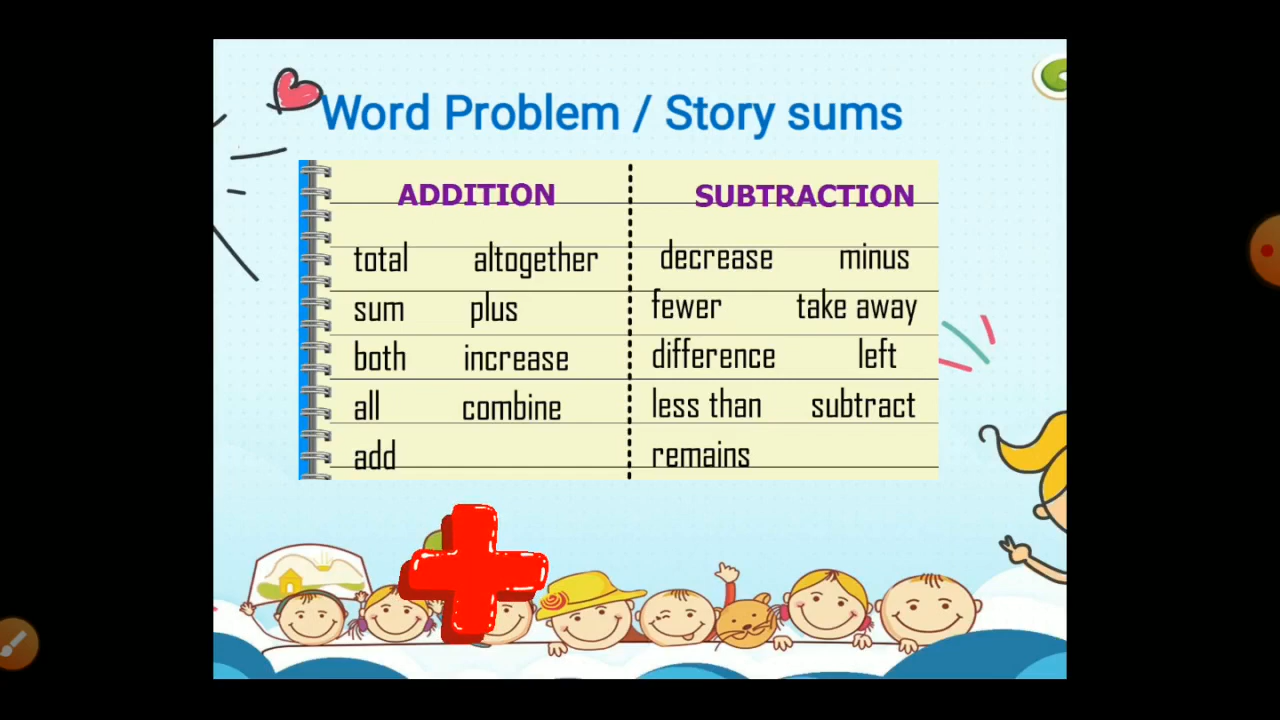 Word Problem / Story sums
ADDITION SUBTRACTION
total altogether decrease minus
sum plus fewer take away
both increase difference left
all combine less than subtract
add remains